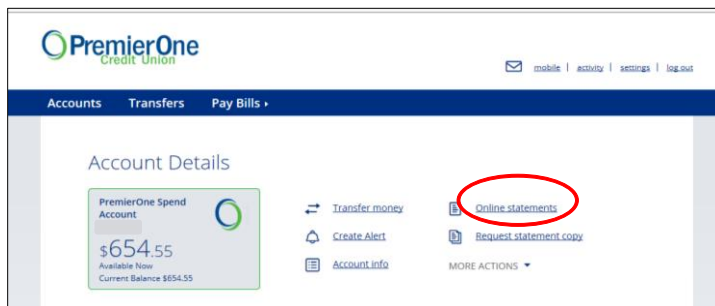 PremierOne
Credit Union
mobile | activity | settings | log out
Accounts Transfers Pay Bills
Account Details
PremierOne Spend
Account
$654.55
Available Now
Current Balance $654.55
Transfer money
Create Alert
Account info
Online statements
Request statement copy
MORE ACTIONS